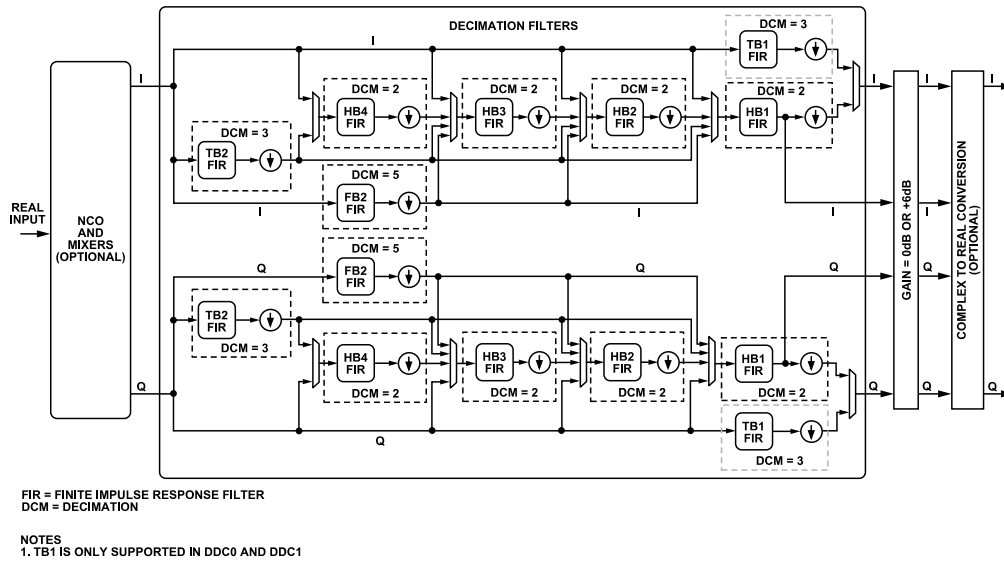 DECIMATION FILTERS
DCM = 3
I
TB1
FIR
I
I
I
I
I
DCM = 2
DCM = 2
DCM = 2
DCM = 2
HB4
FIR
HB3
FIR
HB2
FIR
HB1
FIR
DCM = 3
TB2
FIR
DCM = 5
FB2
FIR
I
I
I
I
REAL
INPUT
NCO
AND
MIXERS
(OPTIONAL)
GAIN = 0dB OR +6dB
COMPLEX TO REAL CONVERSION
(OPTIONAL)
DCM = 5
Q
FB2
FIR
Q
Q
Q
TB2
FIR
DCM = 3
HB4
FIR
HB3
FIR
HB2
FIR
HB1
FIR
DCM = 2
DCM = 2
DCM = 2
DCM = 2
Q
Q
Q
Q
Q
TB1
FIR
DCM = 3
FIR = FINITE IMPULSE RESPONSE FILTER
DCM = DECIMATION
NOTES
1. TB1 IS ONLY SUPPORTED IN DDC0 AND DDC1